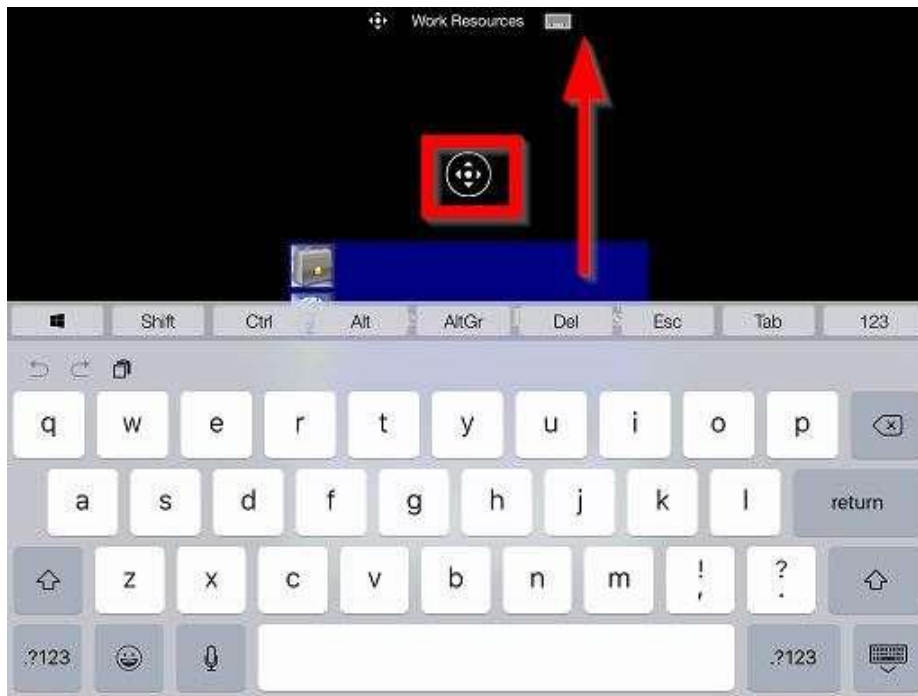 Work Resources
Shift Ctrl Alt AltGr Del Esc Tab 123
q w e r t y u i o p
a s d f g h j k l return
z x c v b n m ! , ? .
.?123 .?123